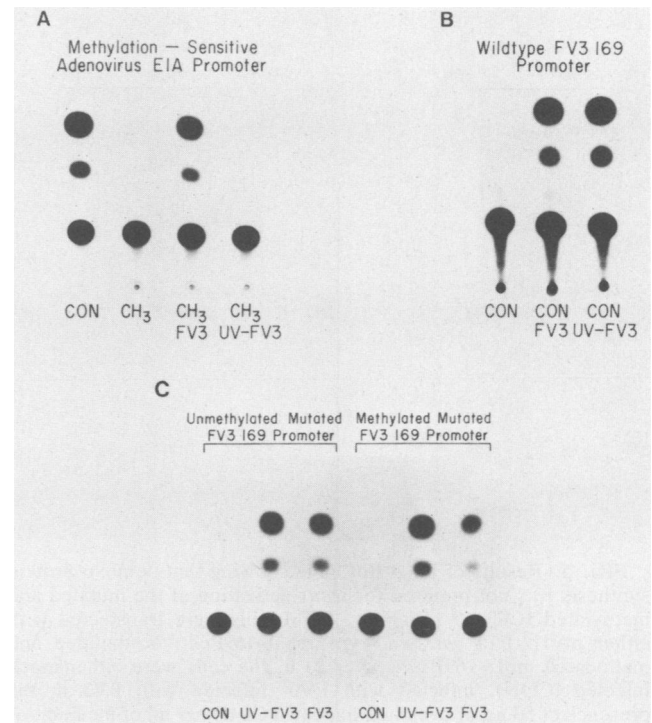 A
Methylation – Sensitive
Adenovirus E1A Promoter
CON CH3 CH3 CH3
FV3 UV-FV3
B
Wildtype FV3 169
Promoter
CON CON CON
FV3 UV-FV3
C
Unmethylated Mutated Methylated Mutated
FV3 169 Promoter FV3 169 Promoter
CON UV-FV3 FV3 CON UV-FV3 FV3